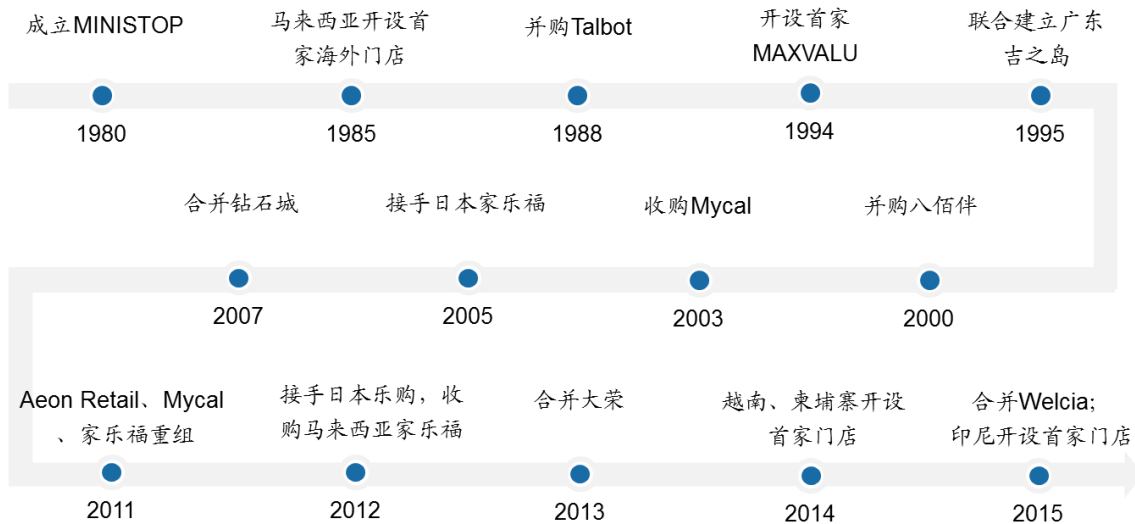 成立MINISTOP
马来西亚开设首
家海外门店
并购Talbot
开设首家
MAXVALU
联合建立广东
吉之岛
1980
1985
1988
1994
1995
合并钻石城
接手日本家乐福
收购Mycal
并购八佰伴
2007
2005
2003
2000
Aeon Retail、Mycal
、家乐福重组
接手日本乐购，收
购马来西亚家乐福
合并大荣
越南、柬埔寨开设
首家门店
合并Welcia；
印尼开设首家门店
2011
2012
2013
2014
2015